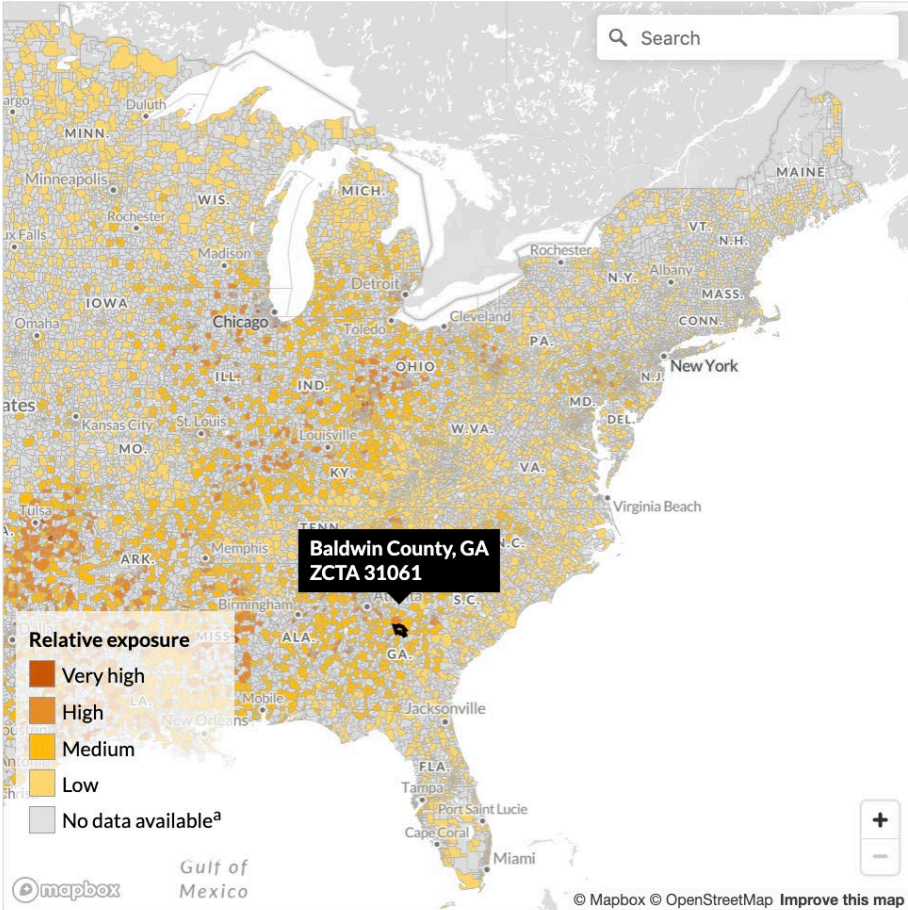 Search
argo
Duluth
MINN.
MAINE
Minneapolis
MICH.
WIS.
Rochester
VT.
ux Falls
N.H.
Madison
Rochester
N.Y.
Albany
Detroit
MASS.
IOWA
Chicago
Toledo
Cleveland
CONN.
Omaha
PA.
OHIO
New York
ILL.
IND.
N.J.
ates
MD.
Kansas City
St. Louis
DEL.
Louisville
W.VA.
MO.
KY.
VA.
Tulsa
Virginia Beach
TENN.
Baldwin County, GA
ZCTA 31061
N.C.
ARK.
Memphis
Atlanta
Birmingham
S.C.
Relative exposure
MISS.
ALA.
GA.
Very high
High
LA.
Mobile
New Orleans
Jacksonville
Medium
FLA.
Low
Tampa
Port Saint Lucie
No data availableᵃ
Cape Coral
Miami
Gulf of
Mexico
mapbox
© Mapbox © OpenStreetMap Improve this map